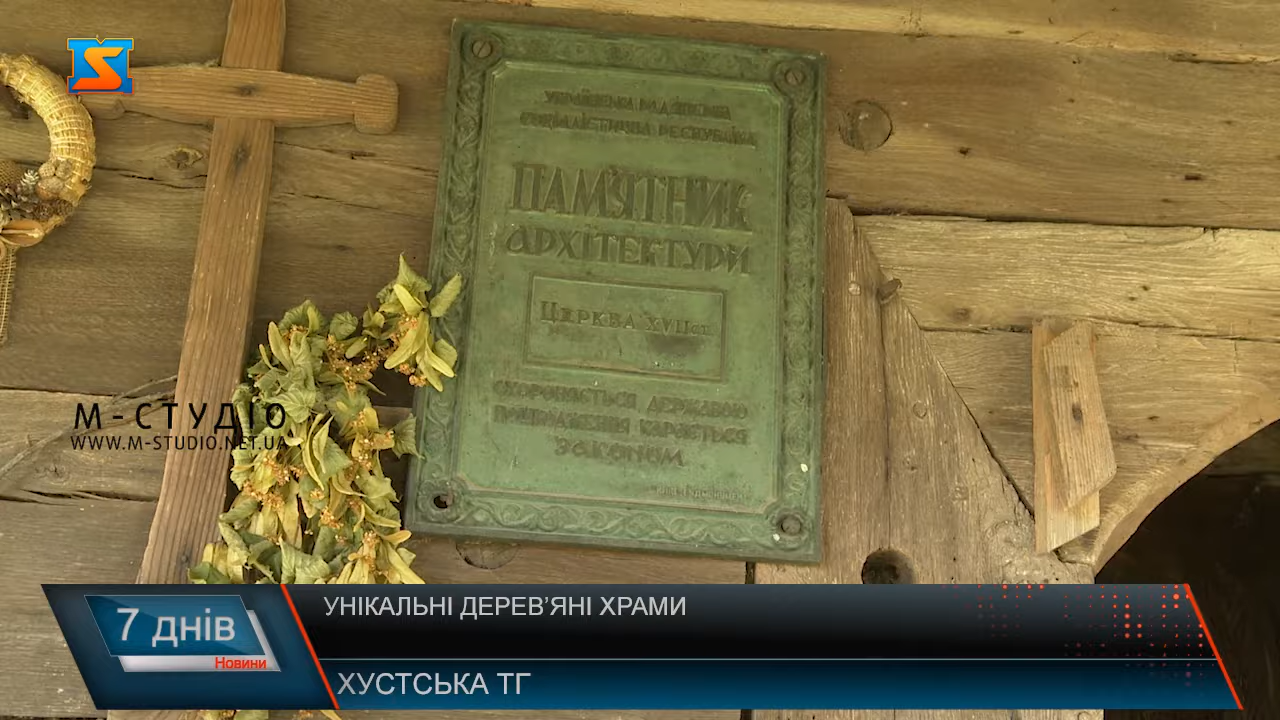 УКРАЇНСЬКА РАДЯНСЬКА
СОЦІАЛІСТИЧНА РЕСПУБЛІКА
ПАМ'ЯТНИК
АРХІТЕКТУРИ
ЦЕРКВА XVII ст.
ОХОРОНЯЄТЬСЯ ДЕРЖАВОЮ
ПОШКОДЖЕННЯ КАРАЄТЬСЯ
ЗАКОНОМ
М-СТУДІО
WWW.M-STUDIO.NET.UA
7 ДНІВ
Новини
УНІКАЛЬНІ ДЕРЕВ'ЯНІ ХРАМИ
ХУСТСЬКА ТГ